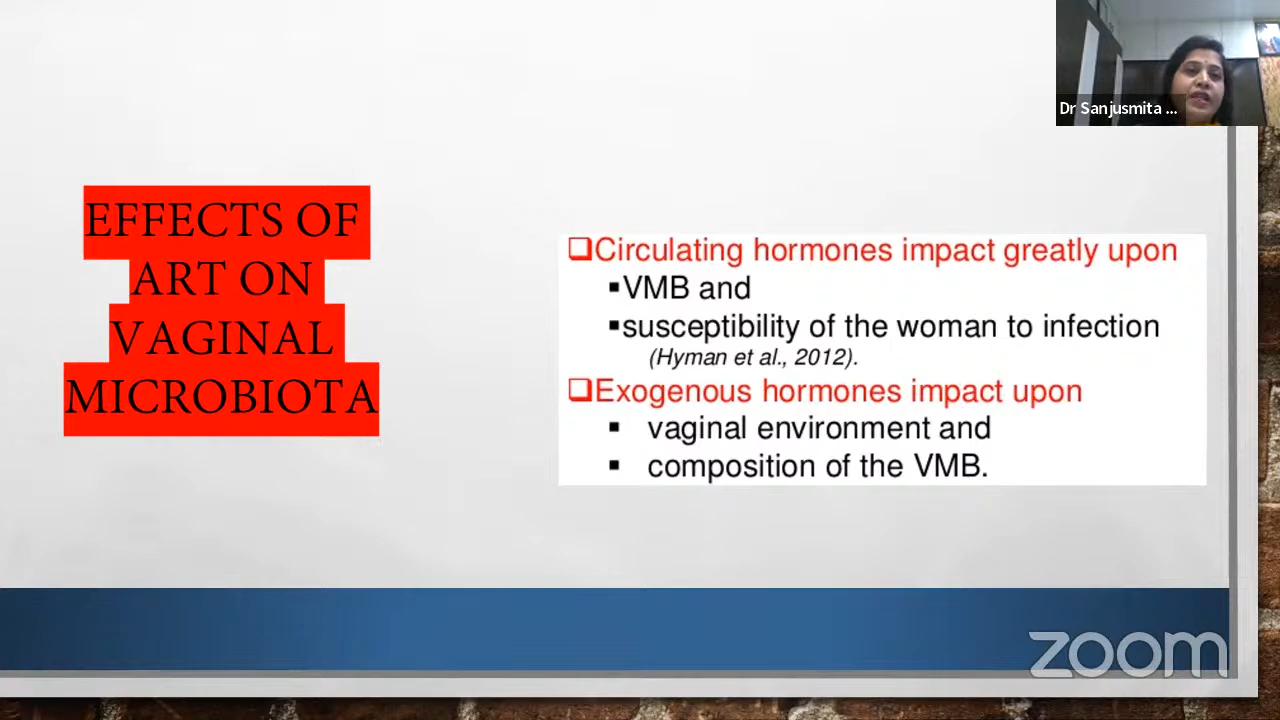 Dr Sanjusmita ...
EFFECTS OF
ART ON
VAGINAL
MICROBIOTA
❑Circulating hormones impact greatly upon
▪VMB and
▪susceptibility of the woman to infection
(Hyman et al., 2012).
❑Exogenous hormones impact upon
▪ vaginal environment and
▪ composition of the VMB.
zoom